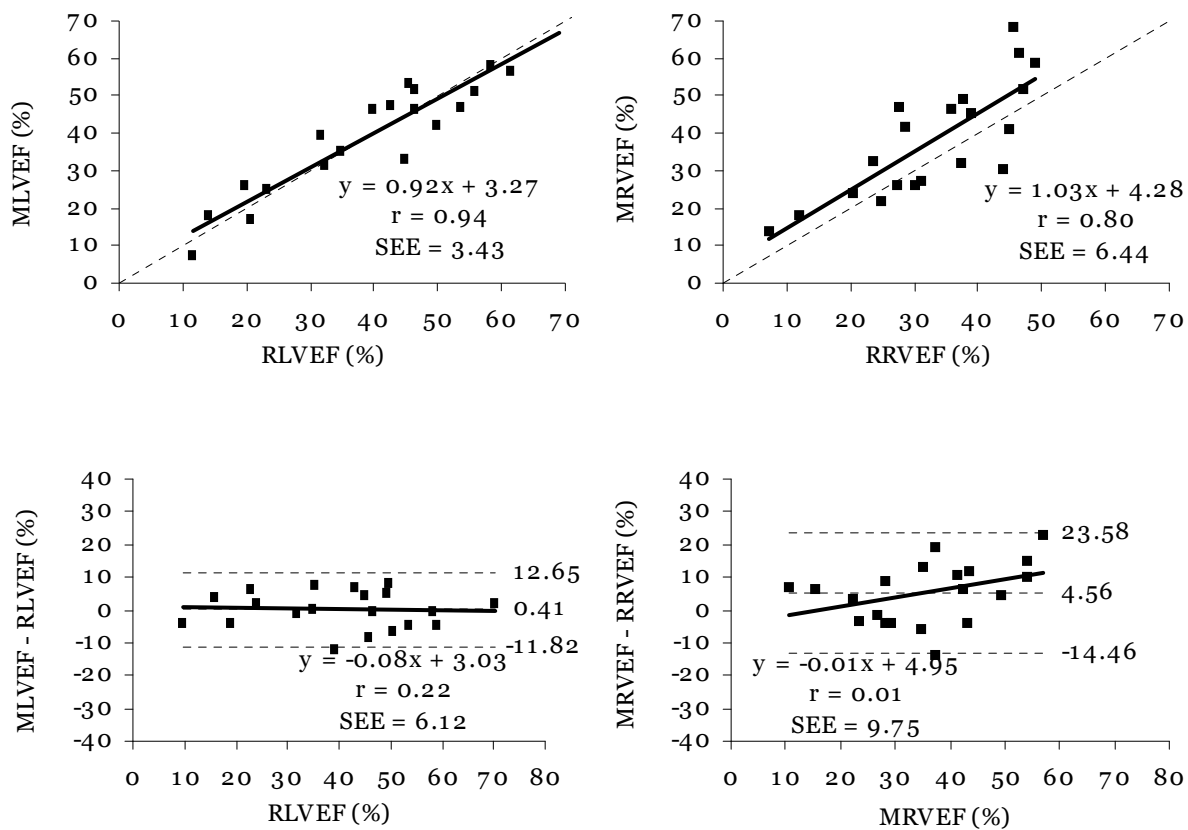 70
60
50
40
30
20
10
0
MLVEF (%)
y = 0.92x + 3.27
r = 0.94
SEE = 3.43
0 10 20 30 40 50 60 70
RLVEF (%)
70
60
50
40
30
20
10
0
MRVEF (%)
y = 1.03x + 4.28
r = 0.80
SEE = 6.44
0 10 20 30 40 50 60 70
RRVEF (%)
40
30
20
10
0
-10
-20
-30
-40
MLVEF - RLVEF (%)
12.65
0.41
-11.82
y = -0.08x + 3.03
r = 0.22
SEE = 6.12
0 10 20 30 40 50 60 70 80
RLVEF (%)
40
30
20
10
0
-10
-20
-30
-40
MRVEF - RRVEF (%)
23.58
4.56
-14.46
y = -0.01x + 4.95
r = 0.01
SEE = 9.75
0 10 20 30 40 50 60 70 80
MRVEF (%)